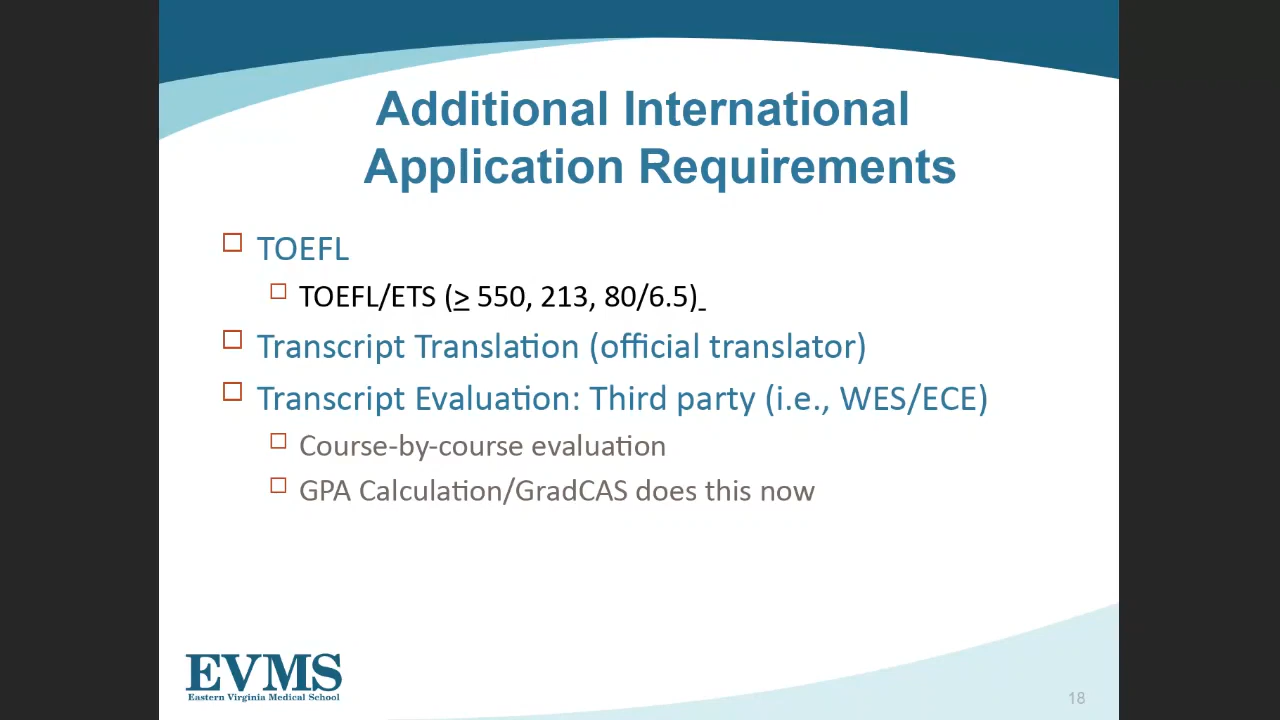 Additional International
Application Requirements
TOEFL
TOEFL/ETS (≥ 550, 213, 80/6.5)
Transcript Translation (official translator)
Transcript Evaluation: Third party (i.e., WES/ECE)
Course-by-course evaluation
GPA Calculation/GradCAS does this now
EVMS
Eastern Virginia Medical School
18